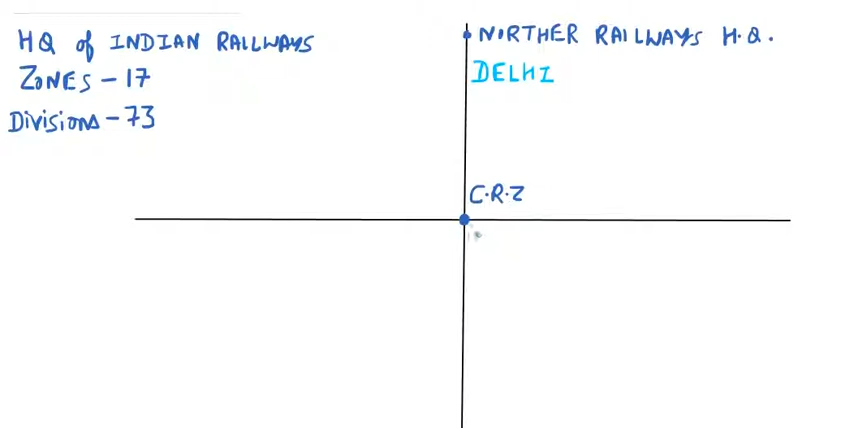 HQ of INDIAN RAILWAYS
ZONES - 17
Divisions - 73
NIRTHER RAILWAYS H.Q.
DELHI
C.R.Z